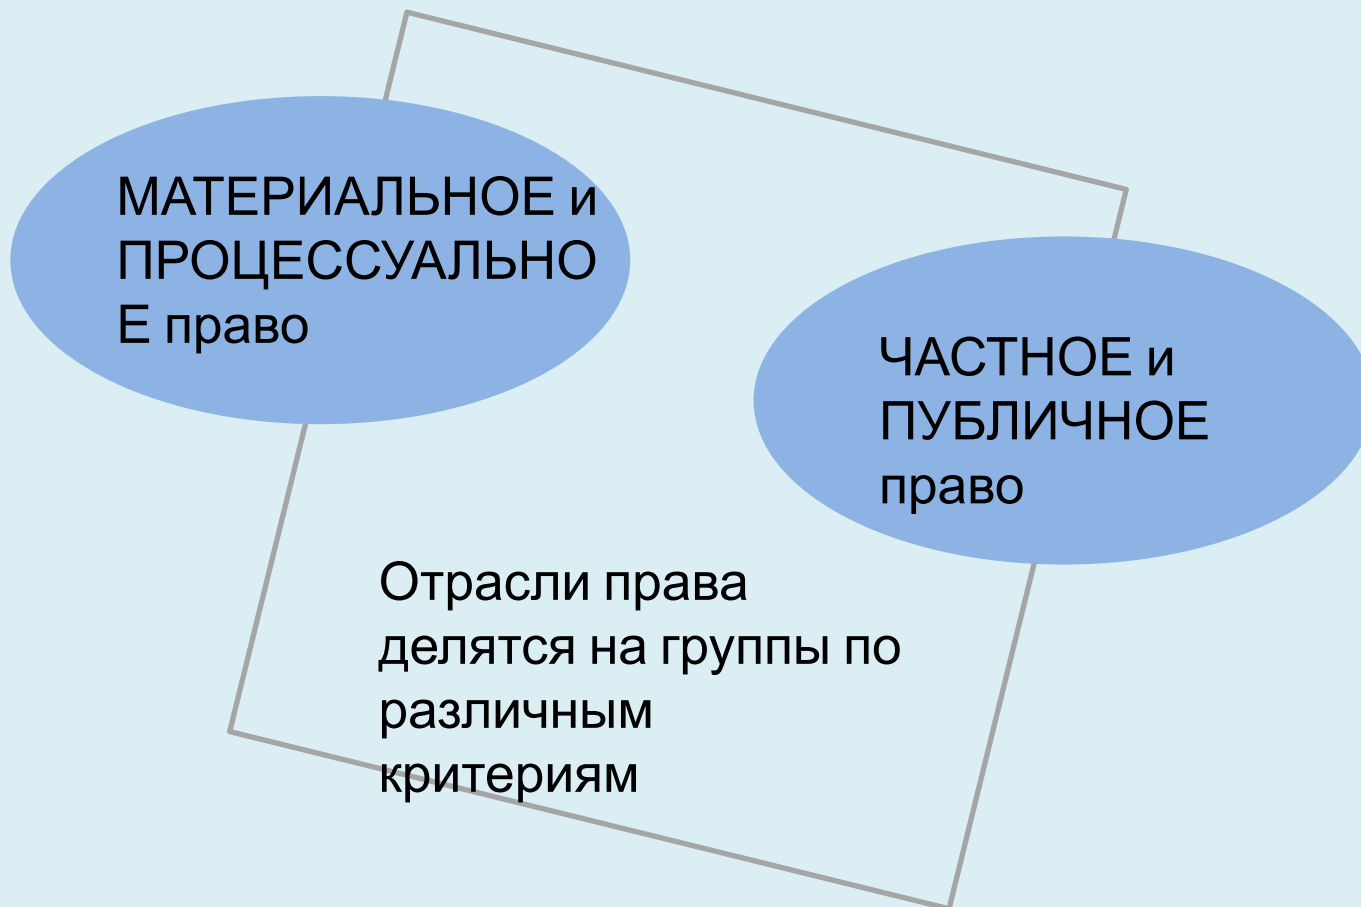 МАТЕРИАЛЬНОЕ и
ПРОЦЕССУАЛЬНО
Е право
ЧАСТНОЕ и
ПУБЛИЧНОЕ
право
Отрасли права
делятся на группы по
различным
критериям